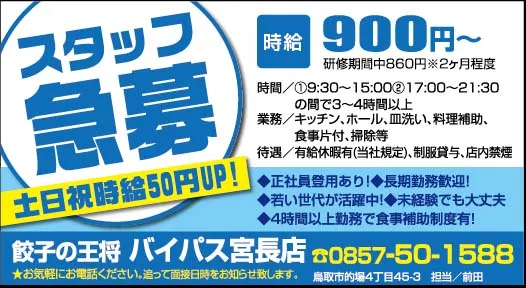 スタッフ
急募
土日祝時給50円UP!
時給 900円〜
研修期間中860円※2ヶ月程度
時間/①9:30〜15:00②17:00〜21:30
の間で3〜4時間以上
業務/キッチン、ホール、皿洗い、料理補助、
食事片付、掃除等
待遇/有給休暇有(当社規定)、制服貸与、店内禁煙
◆正社員登用あり!◆長期勤務歓迎!
◆若い世代が活躍中!◆未経験でも大丈夫
◆4時間以上勤務で食事補助制度有!
餃子の王将 バイパス宮長店 ☎0857-50-1588
★お気軽にお電話ください。追って面接日時をお知らせ致します。 鳥取市的場4丁目45-3 担当/前田